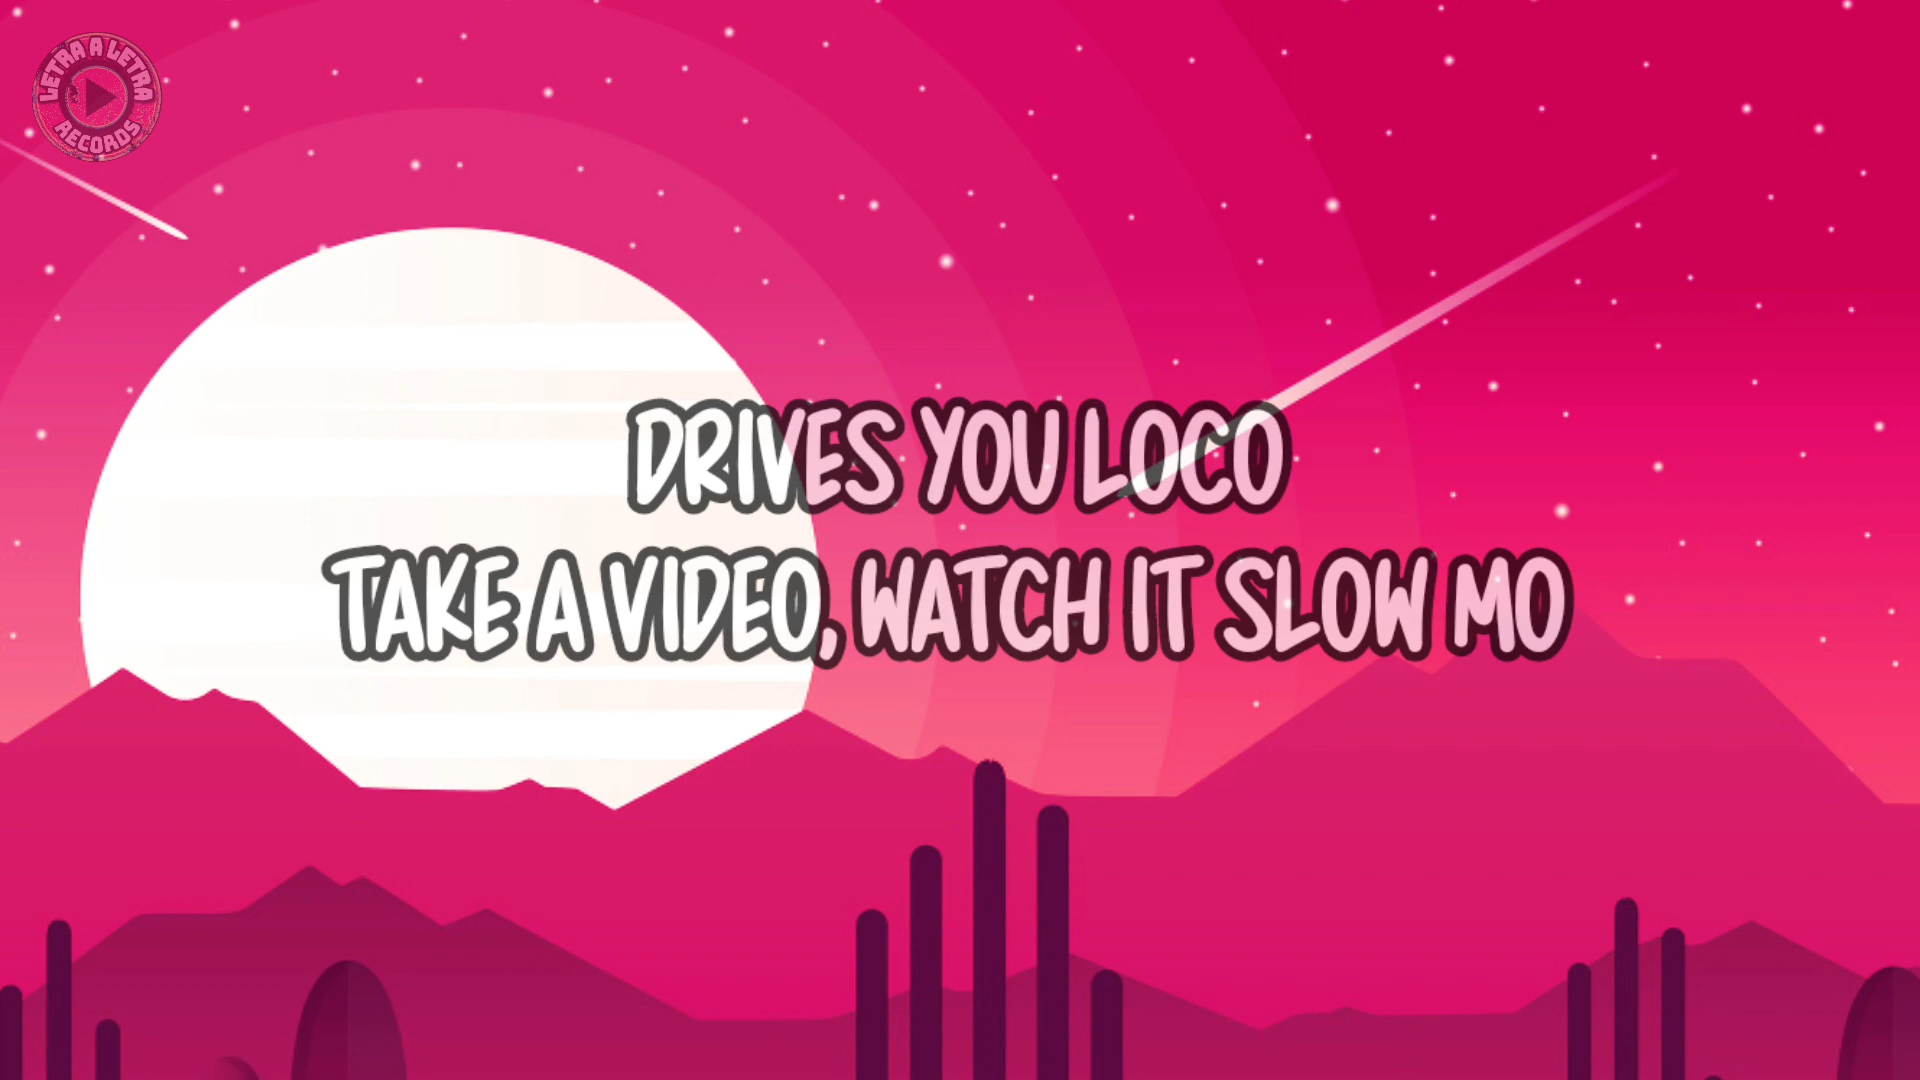 LETRA A LETRA
RECORDS
DRIVES YOU LOCO
TAKE A VIDEO, WATCH IT SLOW MO